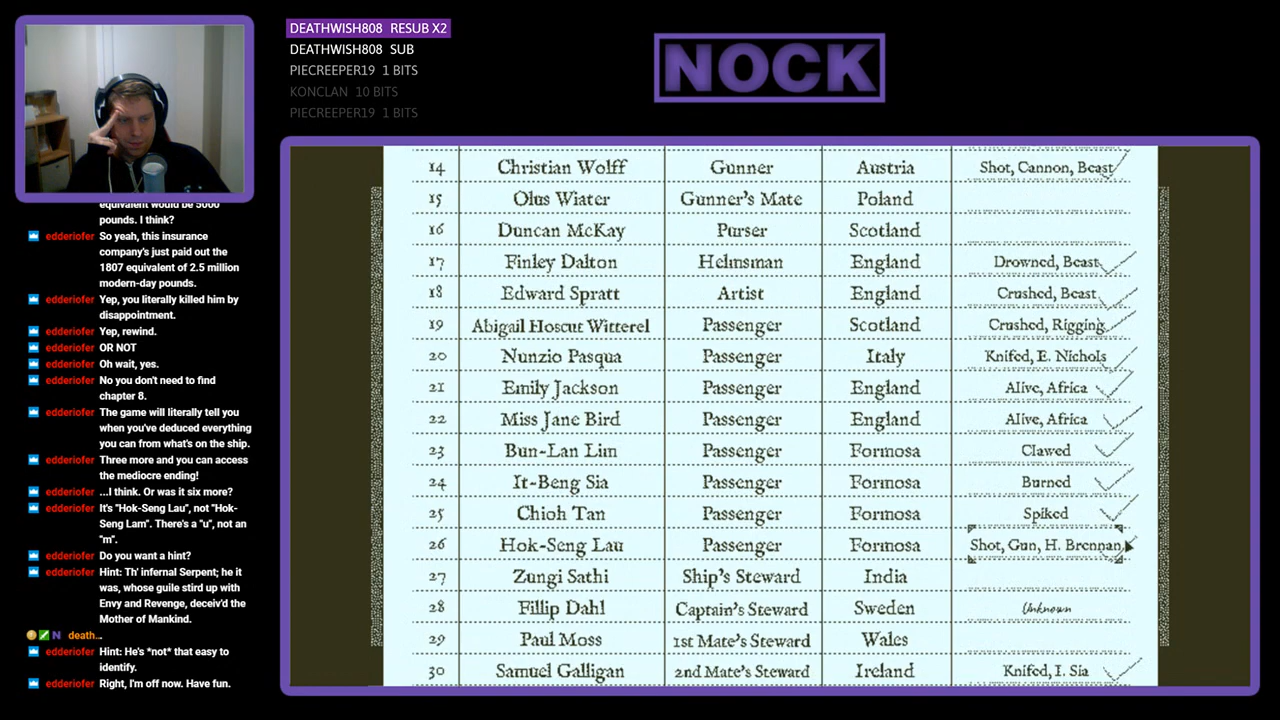 DEATHWISH808 RESUB X2
DEATHWISH808 SUB
PIECREEPER19 1 BITS
KONCLAN 10 BITS
PIECREEPER19 1 BITS
NOCK
equivalent would be 5000
pounds. I think?
edderiofer So yeah, this insurance
company's just paid out the
1807 equivalent of 2.5 million
modern-day pounds.
edderiofer Yep, you literally killed him by
disappointment.
edderiofer Yep, rewind.
edderiofer OR NOT
edderiofer Oh wait, yes.
edderiofer No you don't need to find
chapter 8.
edderiofer The game will literally tell you
when you've deduced everything
you can from what's on the ship.
edderiofer Three more and you can access
the mediocre ending!
edderiofer ...I think. Or was it six more?
edderiofer It's "Hok-Seng Lau", not "Hok-
Seng Lam". There's a "u", not an
"m".
edderiofer Do you want a hint?
edderiofer Hint: Th' infernal Serpent; he it
was, whose guile stird up with
Envy and Revenge, deceiv'd the
Mother of Mankind.
death...
edderiofer Hint: He's *not* that easy to
identify.
edderiofer Right, I'm off now. Have fun.
14 Christian Wolff Gunner Austria Shot, Cannon, Beast
15 Olus Wiater Gunner's Mate Poland
16 Duncan McKay Purser Scotland
17 Finley Dalton Helmsman England Drowned, Beast
18 Edward Spratt Artist England Crushed, Beast
19 Abigail Hoscut Witterel Passenger Scotland Crushed, Rigging
20 Nunzio Pasqua Passenger Italy Knifed, E. Nichols
21 Emily Jackson Passenger England Alive, Africa
22 Miss Jane Bird Passenger England Alive, Africa
23 Bun-Lan Lim Passenger Formosa Clawed
24 It-Beng Sia Passenger Formosa Burned
25 Chioh Tan Passenger Formosa Spiked
26 Hok-Seng Lau Passenger Formosa Shot, Gun, H. Brennan
27 Zungi Sathi Ship's Steward India
28 Fillip Dahl Captain's Steward Sweden Unknown
29 Paul Moss 1st Mate's Steward Wales
30 Samuel Galligan 2nd Mate's Steward Ireland Knifed, I. Sia